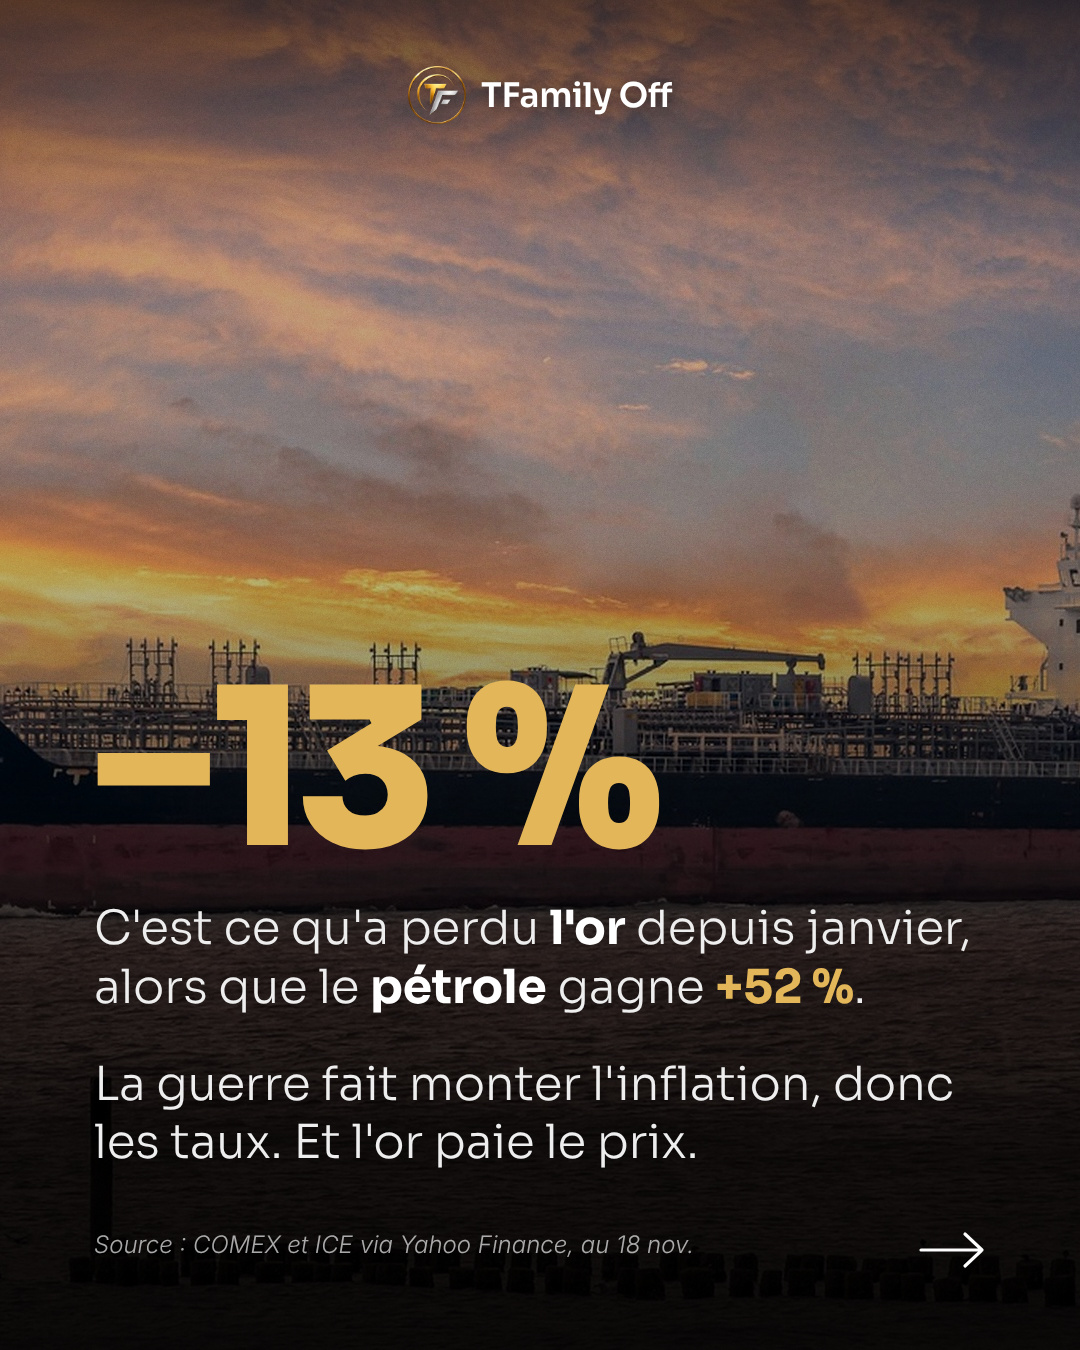 TFamily Off
–13 %
C'est ce qu'a perdu l'or depuis janvier,
alors que le pétrole gagne +52 %.
La guerre fait monter l'inflation, donc
les taux. Et l'or paie le prix.
Source : COMEX et ICE via Yahoo Finance, au 18 nov.